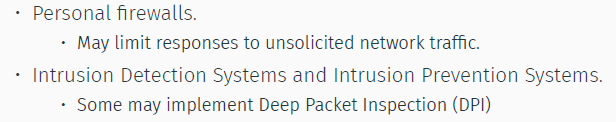 • Personal firewalls.
• May limit responses to unsolicited network traffic.
• Intrusion Detection Systems and Intrusion Prevention Systems.
• Some may implement Deep Packet Inspection (DPI)